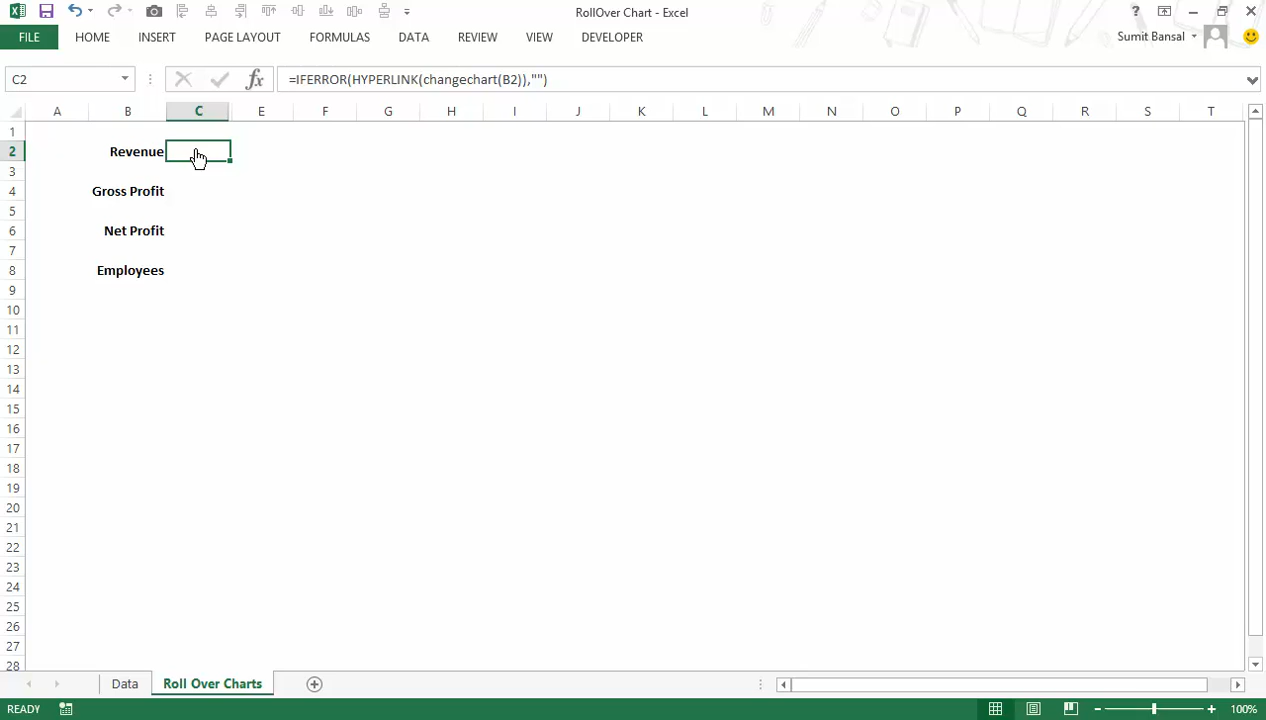 RollOver Chart - Excel
?
FILE HOME INSERT PAGE LAYOUT FORMULAS DATA REVIEW VIEW DEVELOPER
Sumit Bansal
C2 fx =IFERROR(HYPERLINK(changechart(B2)),"")
A B C E F G H I J K L M N O P Q R S T
1
2 Revenue
3
4 Gross Profit
5
6 Net Profit
7
8 Employees
9
10
11
12
13
14
15
16
17
18
19
20
21
22
23
24
25
26
27
28
Data Roll Over Charts
READY 100%